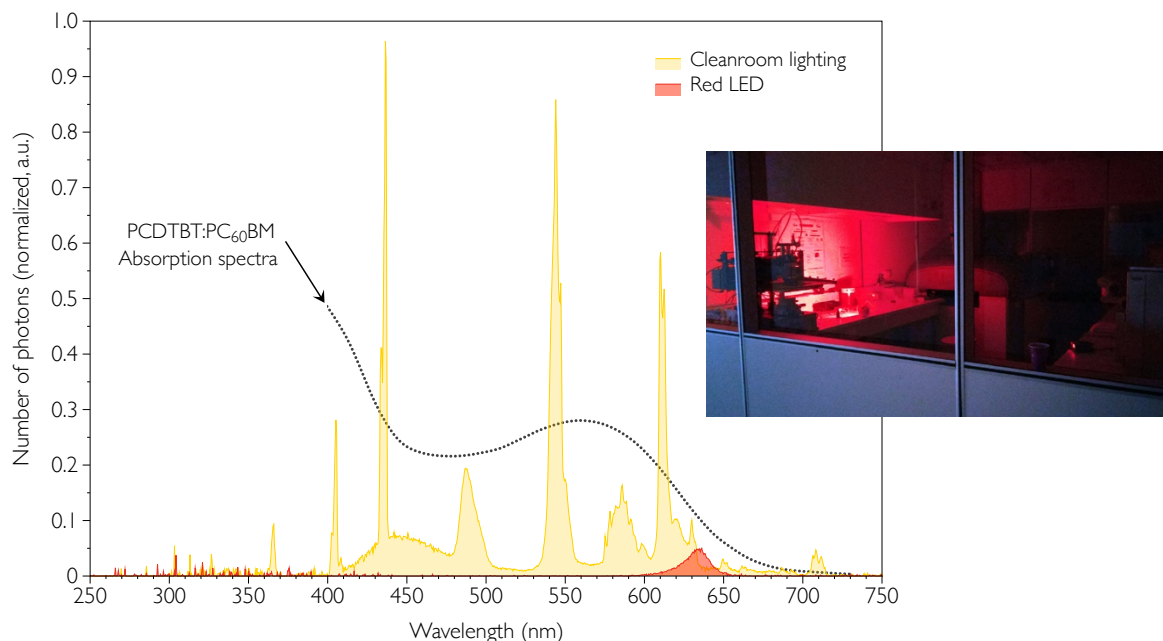 1.0
0.9
0.8
0.7
0.6
0.5
0.4
0.3
0.2
0.1
0
Number of photons (normalized, a.u.)
Cleanroom lighting
Red LED
PCDTBT:PC₆₀BM
Absorption spectra
250 300 350 400 450 500 550 600 650 700 750
Wavelength (nm)